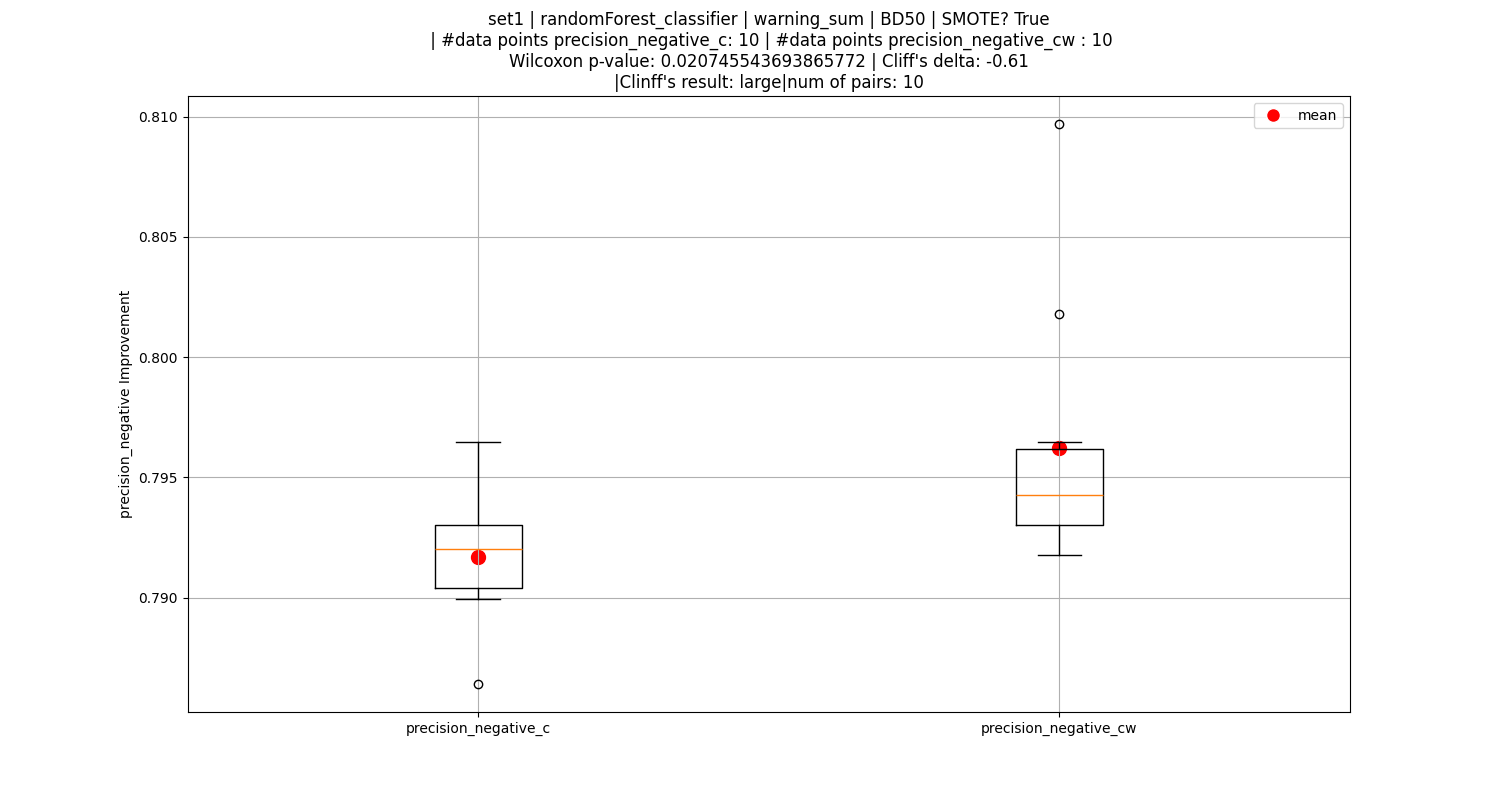 set1 | randomForest_classifier | warning_sum | BD50 | SMOTE? True
| #data points precision_negative_c: 10 | #data points precision_negative_cw : 10
Wilcoxon p-value: 0.020745543693865772 | Cliff's delta: -0.61
|Clinff's result: large|num of pairs: 10
mean
0.810
0.805
0.800
0.795
0.790
precision_negative Improvement
precision_negative_c
precision_negative_cw